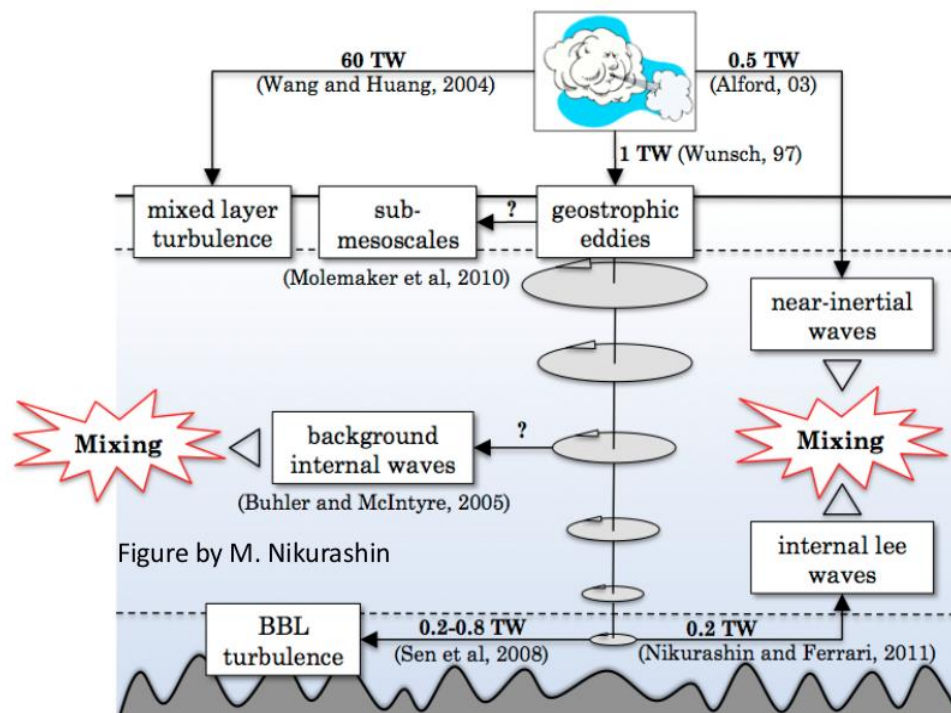 60 TW
(Wang and Huang, 2004)
0.5 TW
(Alford, 03)
1 TW (Wunsch, 97)
mixed layer
turbulence
sub-
mesoscales
?
geostrophic
eddies
(Molemaker et al, 2010)
near-inertial
waves
Mixing
background
internal waves
?
Mixing
(Buhler and McIntyre, 2005)
Figure by M. Nikurashin
internal lee
waves
BBL
turbulence
0.2-0.8 TW
(Sen et al, 2008)
0.2 TW
(Nikurashin and Ferrari, 2011)